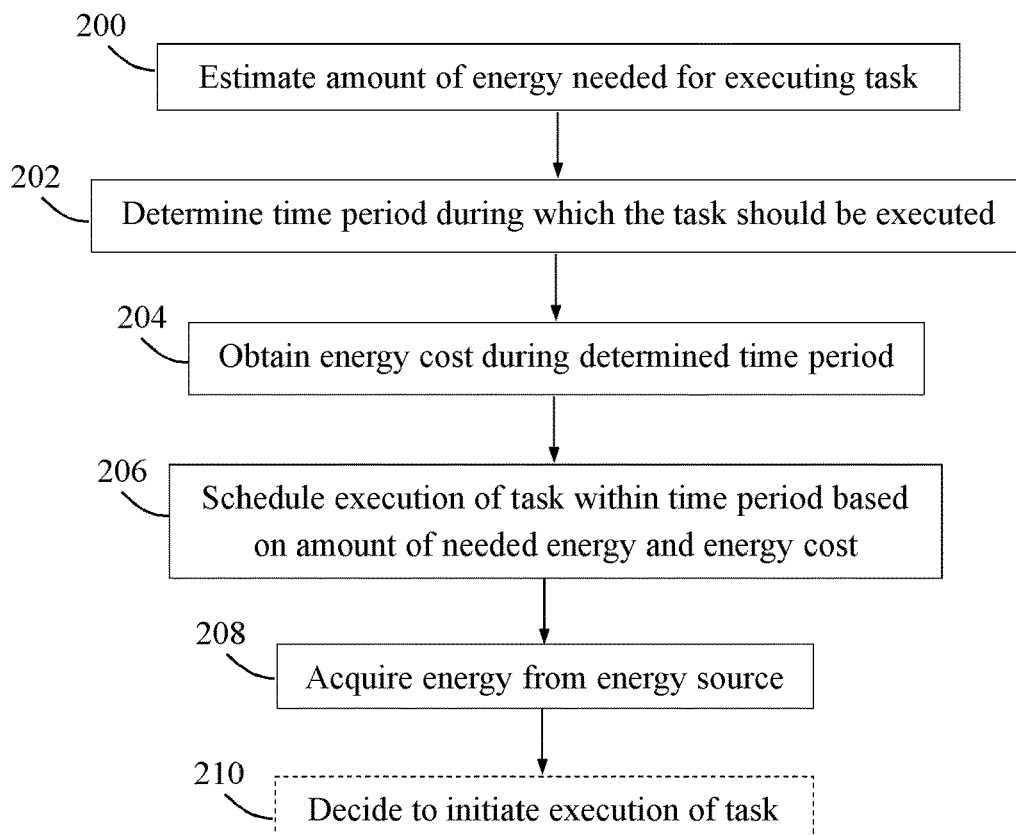 200
Estimate amount of energy needed for executing task
202
Determine time period during which the task should be executed
204
Obtain energy cost during determined time period
206
Schedule execution of task within time period based
on amount of needed energy and energy cost
208
Acquire energy from energy source
210
Decide to initiate execution of task